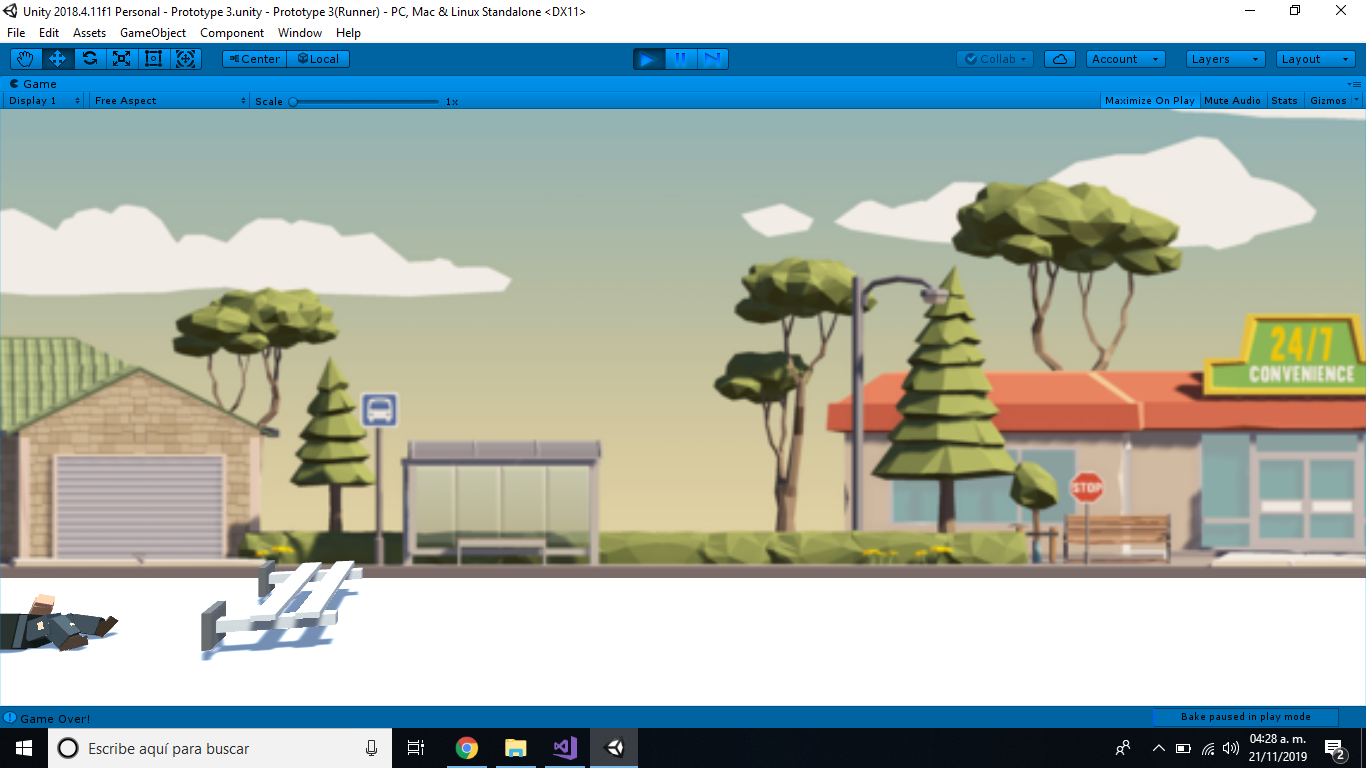 Unity 2018.4.11f1 Personal - Prototype 3.unity - Prototype 3(Runner) - PC, Mac & Linux Standalone <DX11>
File Edit Assets GameObject Component Window Help
Center Local Collab Account Layers Layout
Game
Display 1 Free Aspect Scale 1x Maximize On Play Mute Audio Stats Gizmos
24/7
CONVENIENCE
STOP
Game Over!
Bake paused in play mode
Escribe aquí para buscar
04:28 a. m.
21/11/2019
2